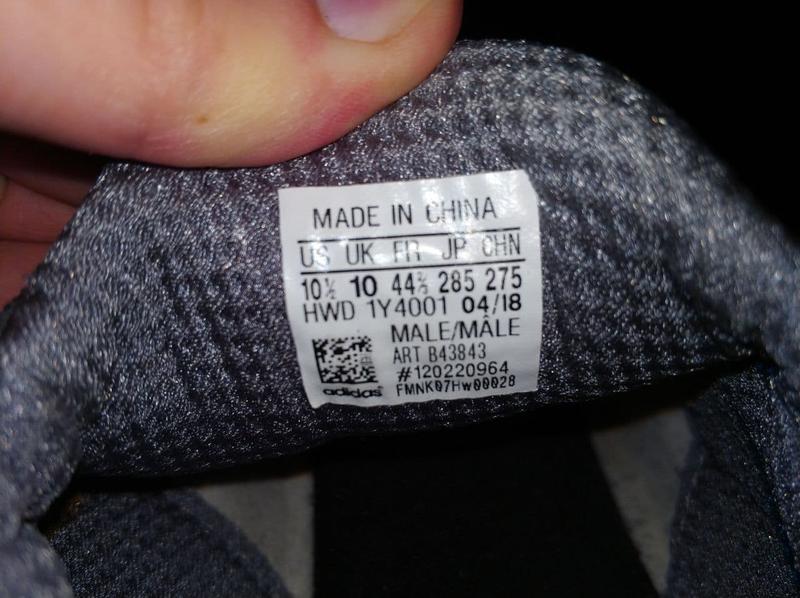 MADE IN CHINA
US UK FR JP CHN
10½ 10 44⅔ 285 275
HWD 1Y4001 04/18
MALE/MÂLE
ART B43843
#120220964
adidas FMNK07Hw00028